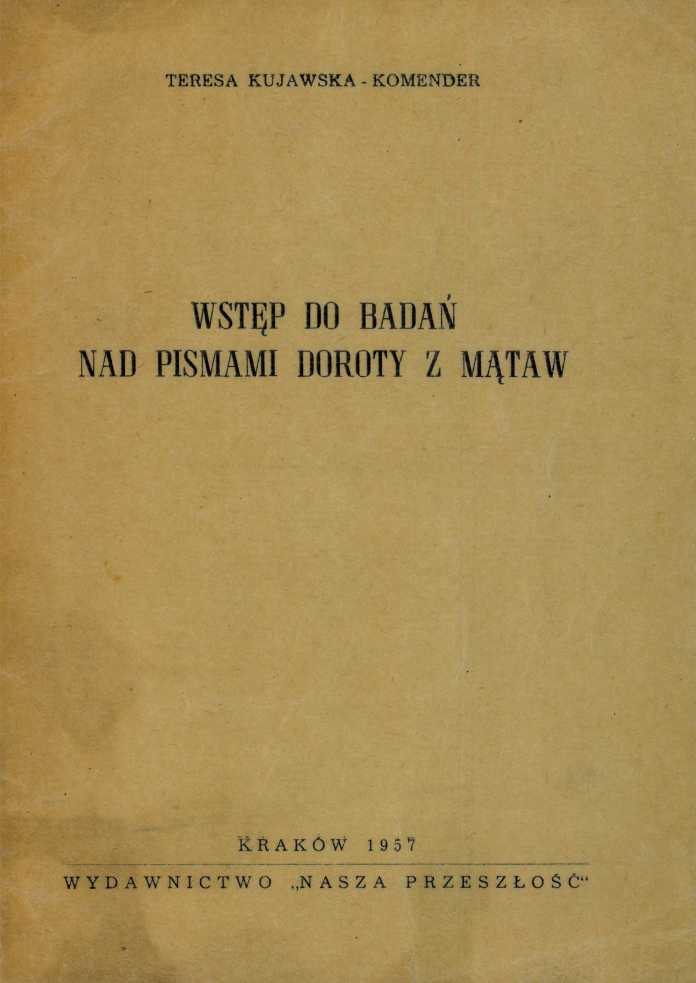 TERESA KUJAWSKA - KOMENDER
WSTĘP DO BADAŃ
NAD PISMAMI DOROTY Z MĄTAW
KRAKÓW 1957
WYDAWNICTWO „NASZA PRZESZŁOŚĆ“